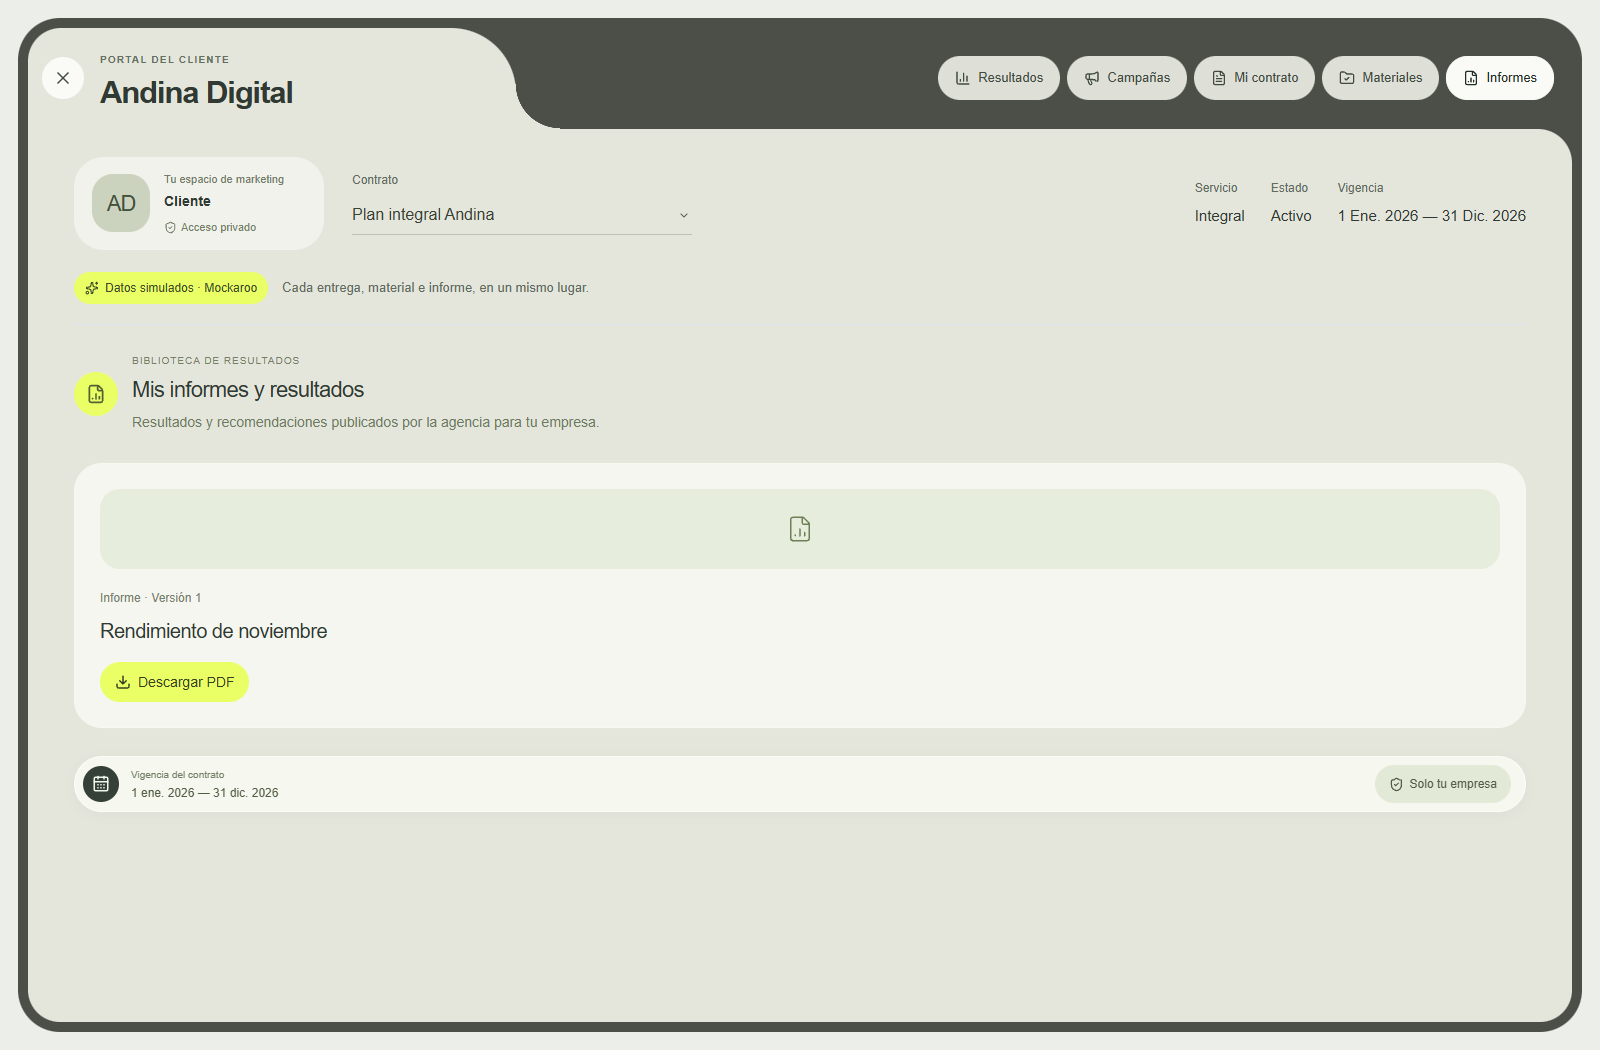 PORTAL DEL CLIENTE
Andina Digital
Resultados
Campañas
Mi contrato
Materiales
Informes
AD
Tu espacio de marketing
Cliente
Acceso privado
Contrato
Plan integral Andina
Servicio
Integral
Estado
Activo
Vigencia
1 Ene. 2026 — 31 Dic. 2026
Datos simulados · Mockaroo
Cada entrega, material e informe, en un mismo lugar.
BIBLIOTECA DE RESULTADOS
Mis informes y resultados
Resultados y recomendaciones publicados por la agencia para tu empresa.
Informe · Versión 1
Rendimiento de noviembre
Descargar PDF
Vigencia del contrato
1 ene. 2026 — 31 dic. 2026
Solo tu empresa